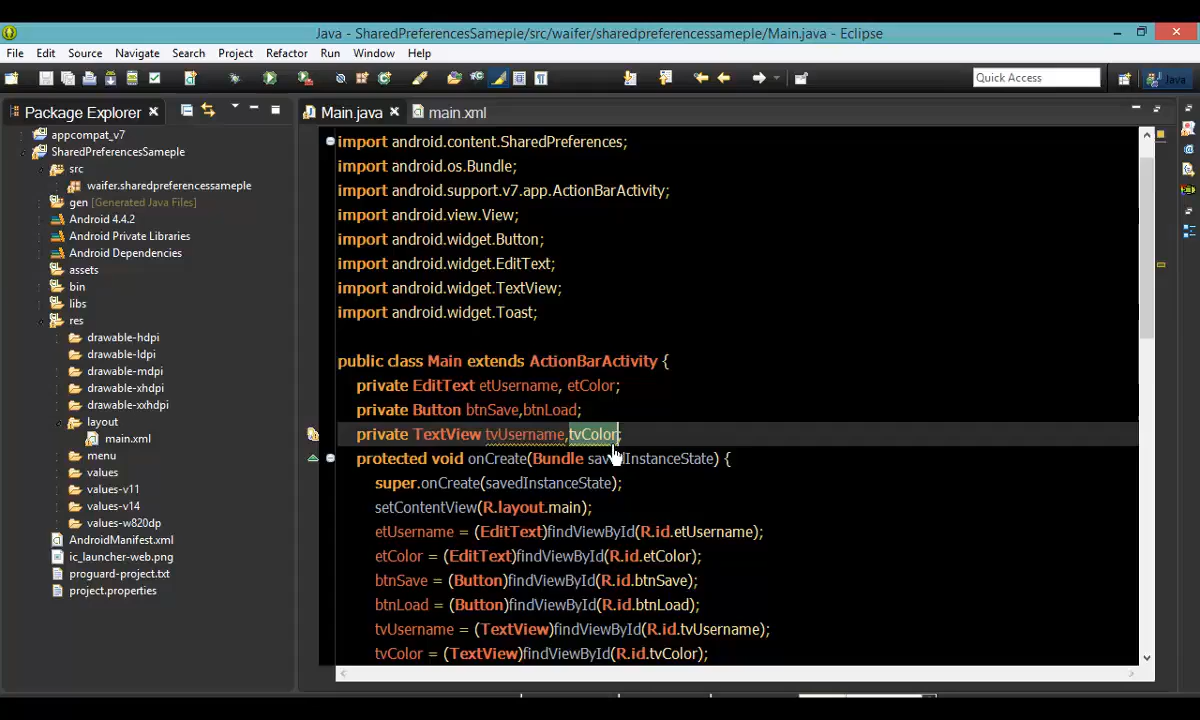 Java - SharedPreferencesSameple/src/waifer/sharedpreferencessameple/Main.java - Eclipse
File Edit Source Navigate Search Project Refactor Run Window Help
Quick Access
Java
Package Explorer
Main.java
main.xml
appcompat_v7
SharedPreferencesSameple
src
waifer.sharedpreferencessameple
gen [Generated Java Files]
Android 4.4.2
Android Private Libraries
Android Dependencies
assets
bin
libs
res
drawable-hdpi
drawable-ldpi
drawable-mdpi
drawable-xhdpi
drawable-xxhdpi
layout
main.xml
menu
values
values-v11
values-v14
values-w820dp
AndroidManifest.xml
ic_launcher-web.png
proguard-project.txt
project.properties
import android.content.SharedPreferences;
import android.os.Bundle;
import android.support.v7.app.ActionBarActivity;
import android.view.View;
import android.widget.Button;
import android.widget.EditText;
import android.widget.TextView;
import android.widget.Toast;
public class Main extends ActionBarActivity {
private EditText etUsername, etColor;
private Button btnSave,btnLoad;
private TextView tvUsername,tvColor;
protected void onCreate(Bundle savedInstanceState) {
super.onCreate(savedInstanceState);
setContentView(R.layout.main);
etUsername = (EditText)findViewById(R.id.etUsername);
etColor = (EditText)findViewById(R.id.etColor);
btnSave = (Button)findViewById(R.id.btnSave);
btnLoad = (Button)findViewById(R.id.btnLoad);
tvUsername = (TextView)findViewById(R.id.tvUsername);
tvColor = (TextView)findViewById(R.id.tvColor);